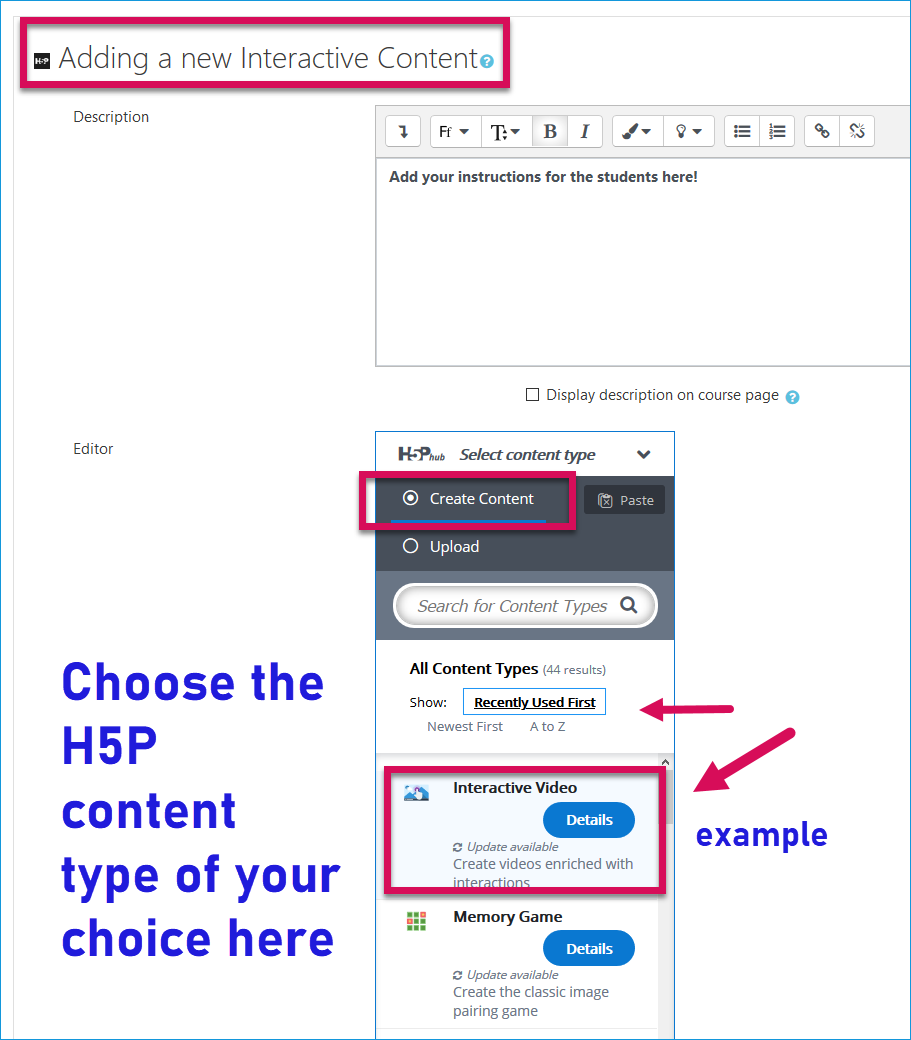 H5P Adding a new Interactive Content ?
Description
Ff T B I
Add your instructions for the students here!
Display description on course page ?
Editor
H5P hub Select content type
Create Content Paste
Upload
Search for Content Types
All Content Types (44 results)
Show: Recently Used First
Newest First A to Z
Interactive Video
Details
Update available
Create videos enriched with
interactions
Memory Game
Details
Update available
Create the classic image
pairing game
Choose the
H5P
content
type of your
choice here
example